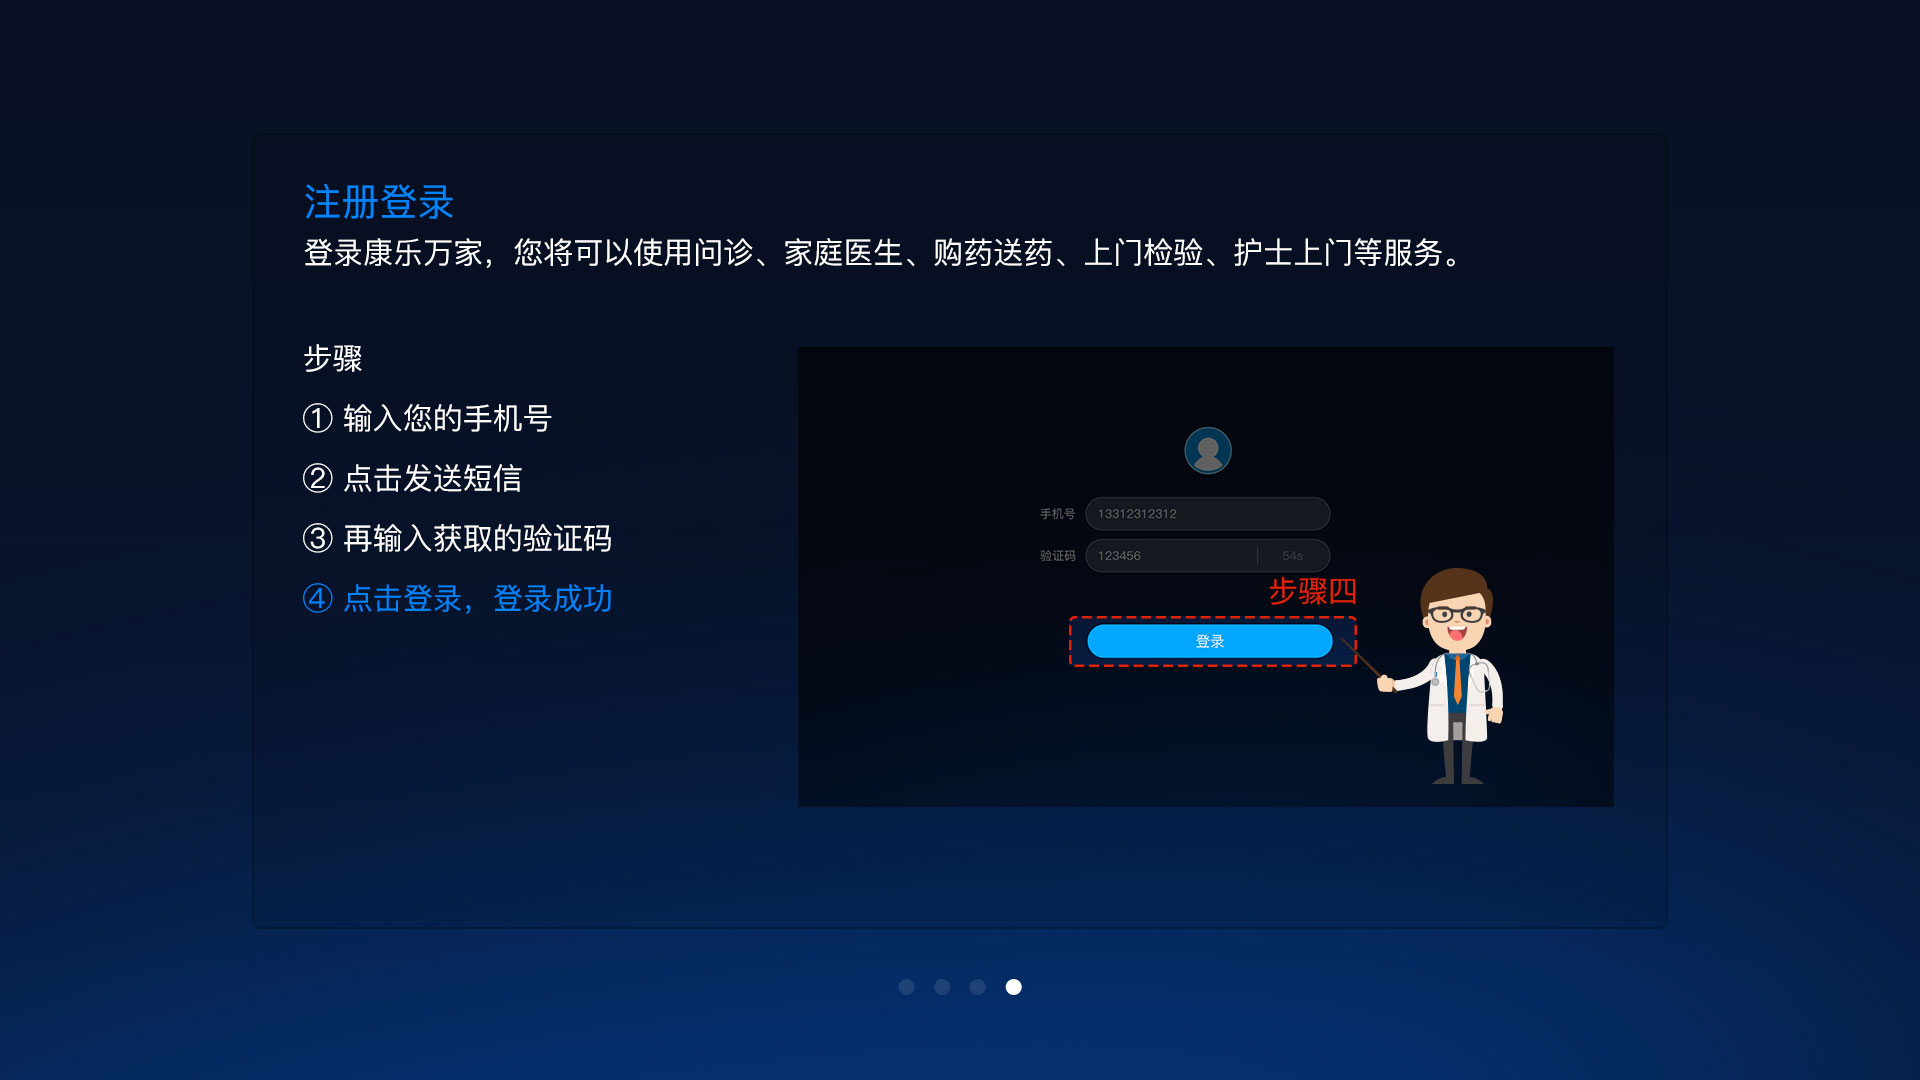 注册登录
登录康乐万家，您将可以使用问诊、家庭医生、购药送药、上门检验、护士上门等服务。
步骤
① 输入您的手机号
② 点击发送短信
③ 再输入获取的验证码
④ 点击登录，登录成功
手机号 13312312312
验证码 123456 54s
步骤四
登录